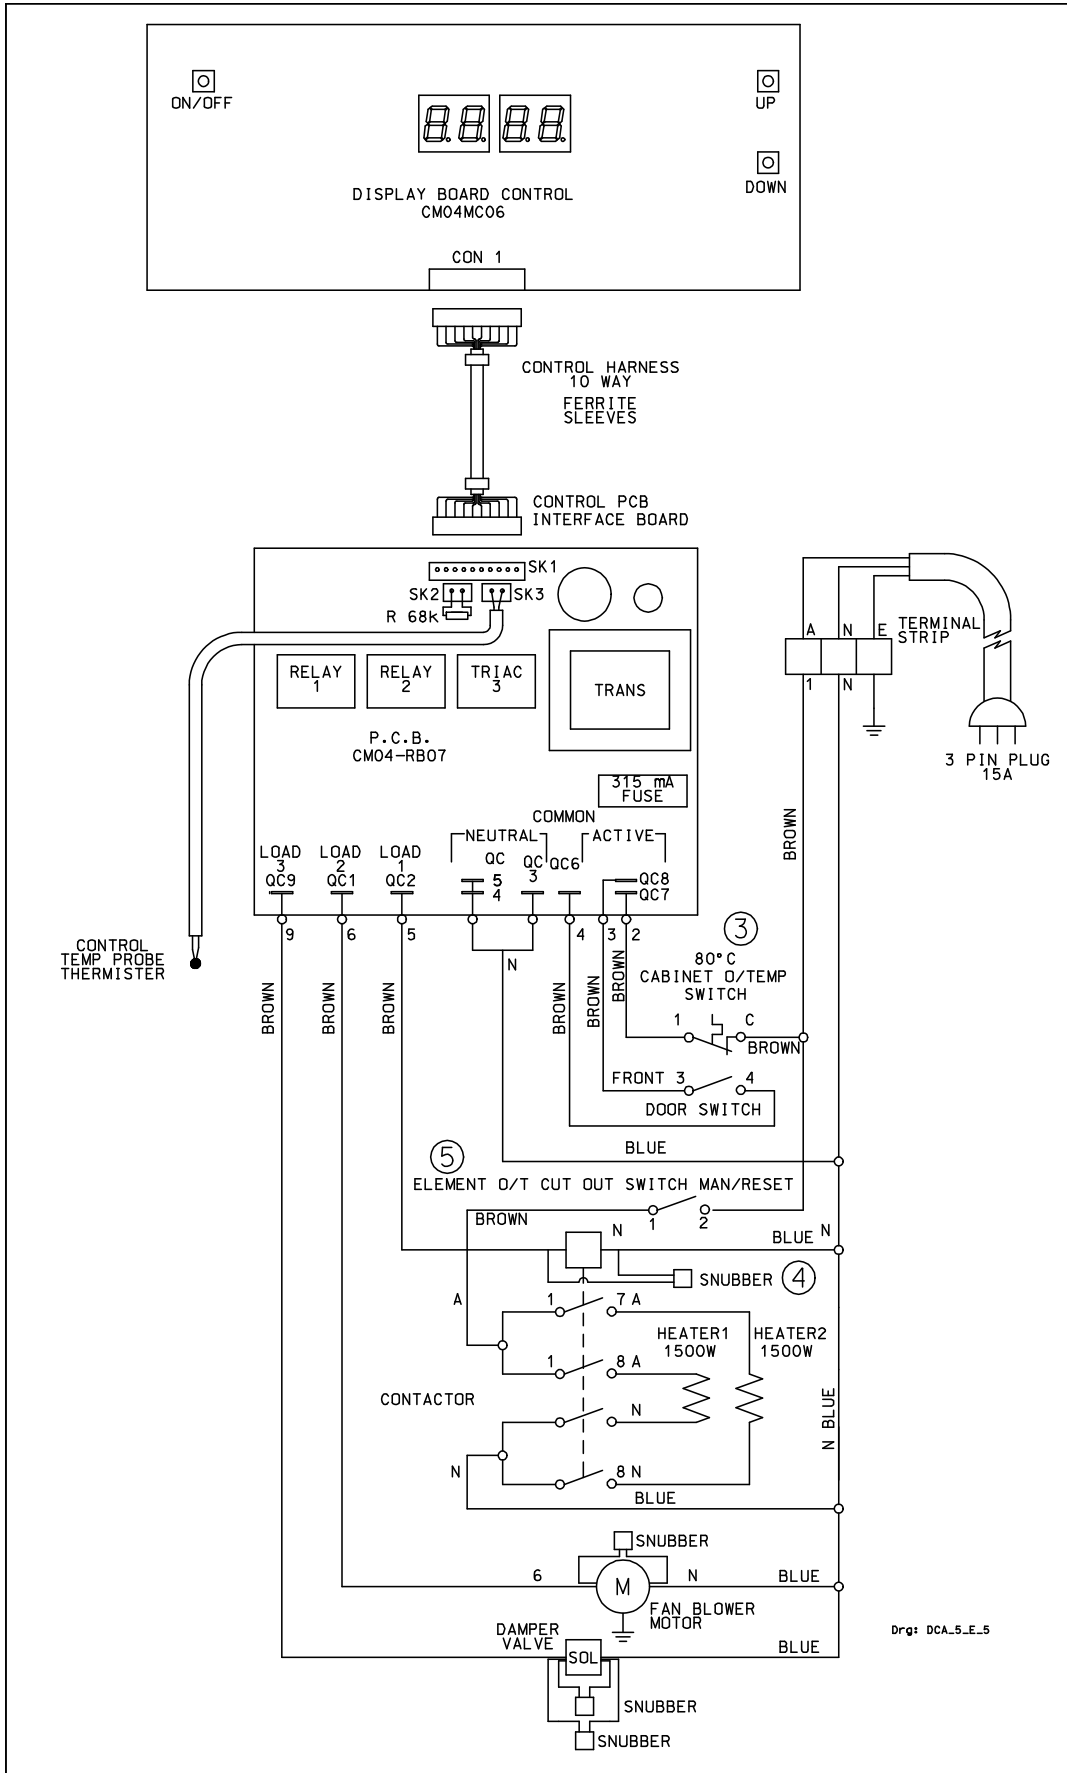 ON/OFF
UP
DOWN
DISPLAY BOARD CONTROL
CM04MC06
CON 1
CONTROL HARNESS
10 WAY
FERRITE
SLEEVES
CONTROL PCB
INTERFACE BOARD
SK1
SK2
SK3
R 68K
RELAY
1
RELAY
2
TRIAC
3
TRANS
P.C.B.
CM04-RB07
315 mA
FUSE
COMMON
NEUTRAL
ACTIVE
LOAD
3
QC9
LOAD
2
QC1
LOAD
1
QC2
QC
5
4
QC
3
QC6
QC8
QC7
A
N
E
TERMINAL
STRIP
1
N
3 PIN PLUG
15A
BROWN
9
6
5
N
4
3
2
CONTROL
TEMP PROBE
THERMISTER
BROWN
BROWN
BROWN
BROWN
BROWN
3
80°C
CABINET O/TEMP
SWITCH
1
C
BROWN
FRONT 3
4
DOOR SWITCH
BLUE
5
ELEMENT O/T CUT OUT SWITCH MAN/RESET
BROWN
1
2
N
BLUE
N
SNUBBER
4
A
1
7 A
HEATER1
1500W
HEATER2
1500W
1
8 A
CONTACTOR
N
N
8 N
BLUE
N BLUE
SNUBBER
6
M
N
BLUE
FAN BLOWER
MOTOR
DAMPER
VALVE
SOL
BLUE
SNUBBER
SNUBBER
Drg: DCA_5_E_5